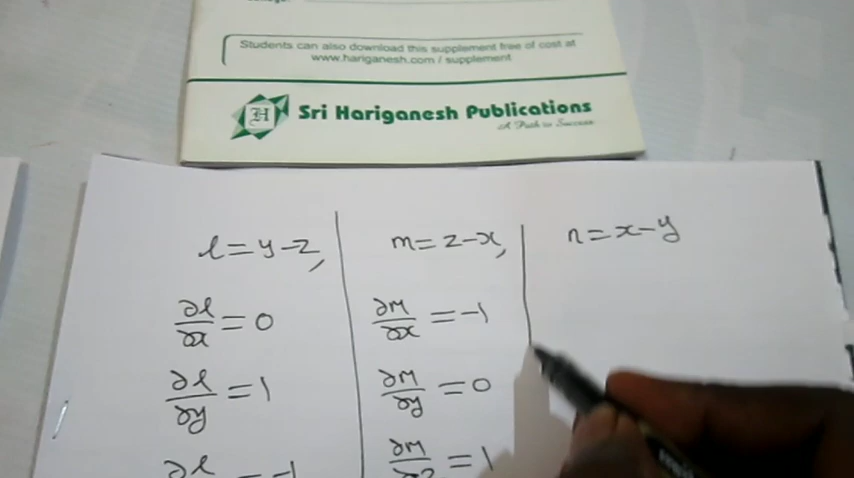 Students can also download this supplement free of cost at
www.hariganesh.com / supplement
H
Sri Hariganesh Publications
A Path to Success
l = y - z,
∂l/∂x = 0
∂l/∂y = 1
∂l = -1
m = z - x,
∂m/∂x = -1
∂m/∂y = 0
∂m/∂z = 1
n = x - y